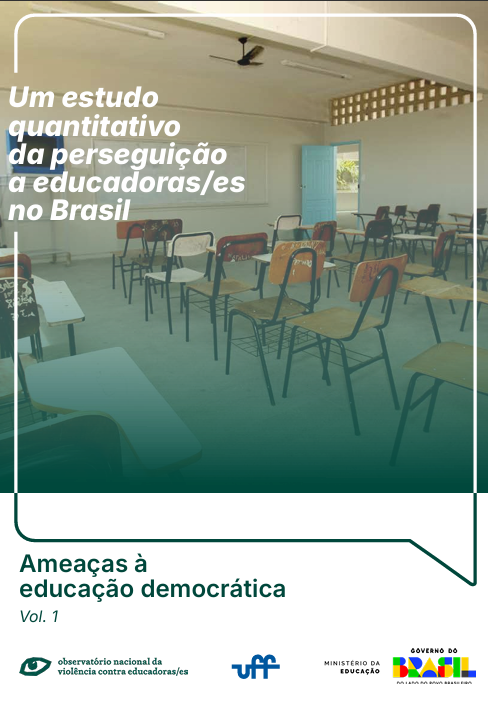 Um estudo
quantitativo
da perseguição
a educadoras/es
no Brasil
Ameaças à
educação democrática
Vol. 1
observatório nacional da
violência contra educadoras/es
uff
MINISTÉRIO DA
EDUCAÇÃO
GOVERNO DO
BRASIL
DO LADO DO POVO BRASILEIRO